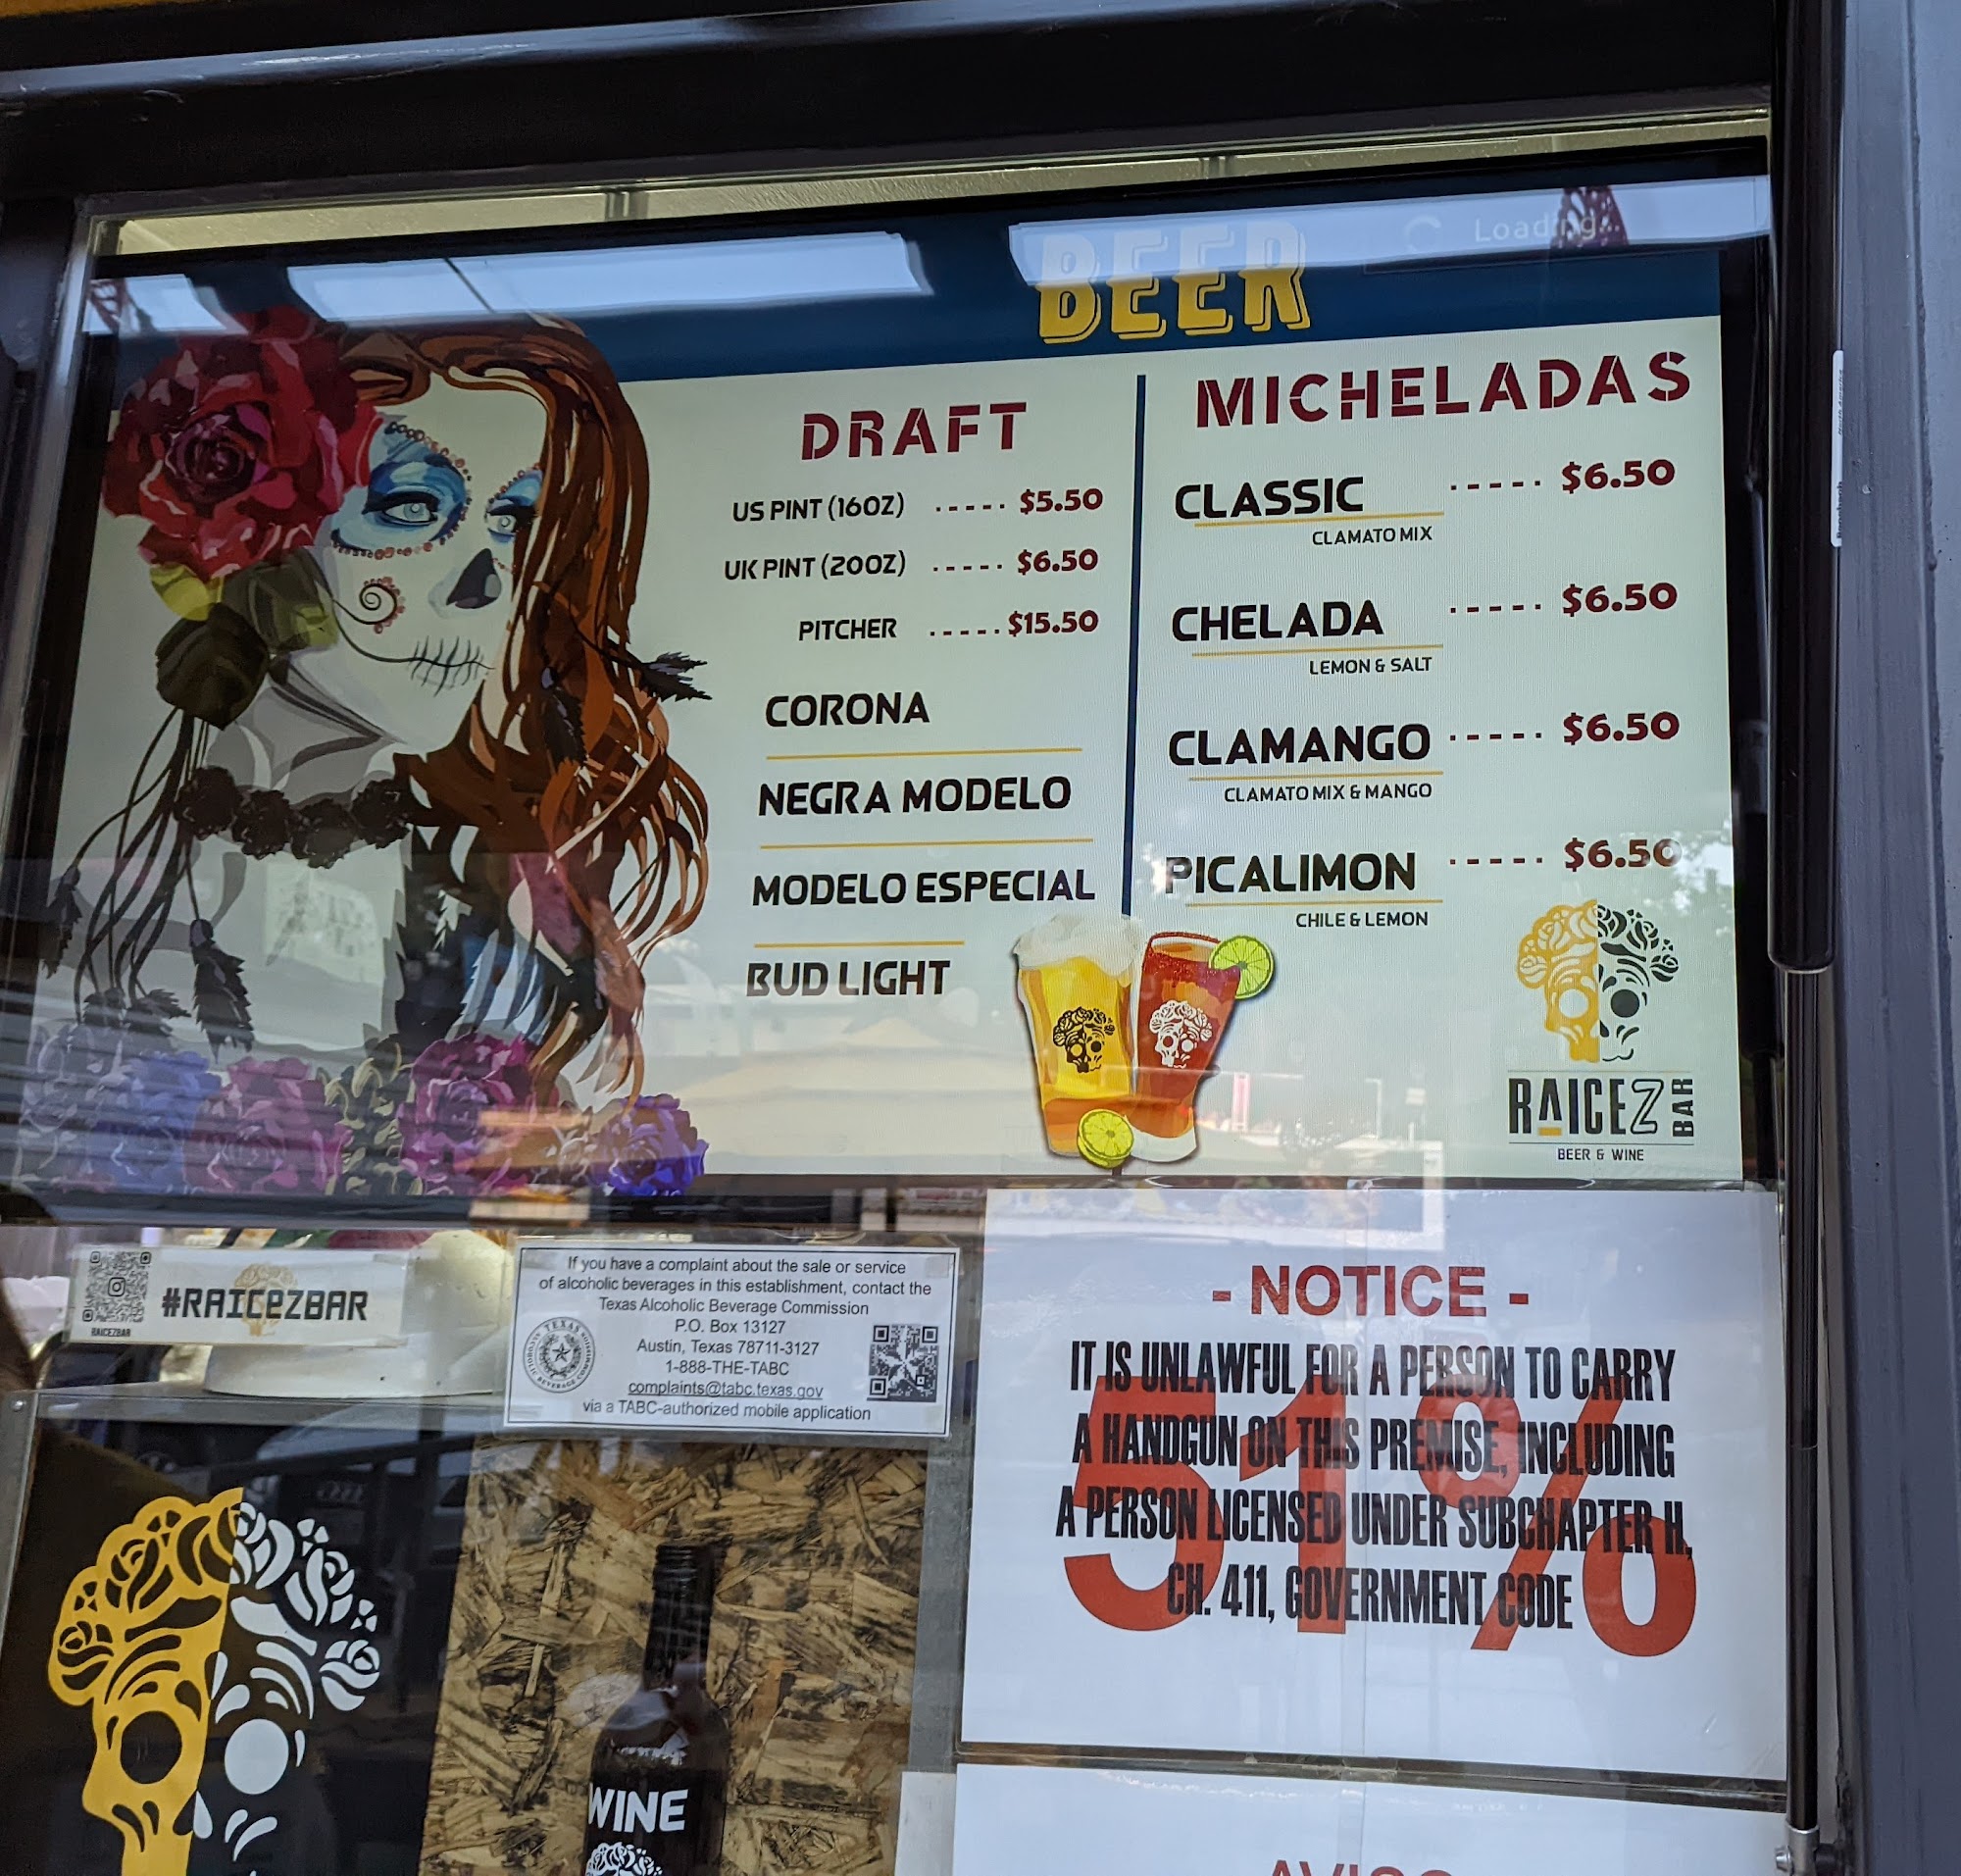 BEER
Loading...
DRAFT
US PINT (16OZ) ----- $5.50
UK PINT (20OZ) ----- $6.50
PITCHER ----- $15.50
CORONA
NEGRA MODELO
MODELO ESPECIAL
BUD LIGHT
MICHELADAS
CLASSIC ----- $6.50
CLAMATO MIX
CHELADA ----- $6.50
LEMON & SALT
CLAMANGO ----- $6.50
CLAMATO MIX & MANGO
PICALIMON ----- $6.50
CHILE & LEMON
RAICEZ BAR
BEER & WINE
#RAICEZBAR
RAICEZBAR
If you have a complaint about the sale or service
of alcoholic beverages in this establishment, contact the
Texas Alcoholic Beverage Commission
P.O. Box 13127
Austin, Texas 78711-3127
1-888-THE-TABC
complaints@tabc.texas.gov
via a TABC-authorized mobile application
- NOTICE -
IT IS UNLAWFUL FOR A PERSON TO CARRY
A HANDGUN ON THIS PREMISE, INCLUDING
A PERSON LICENSED UNDER SUBCHAPTER H,
CH. 411, GOVERNMENT CODE
51%
WINE
AVISO